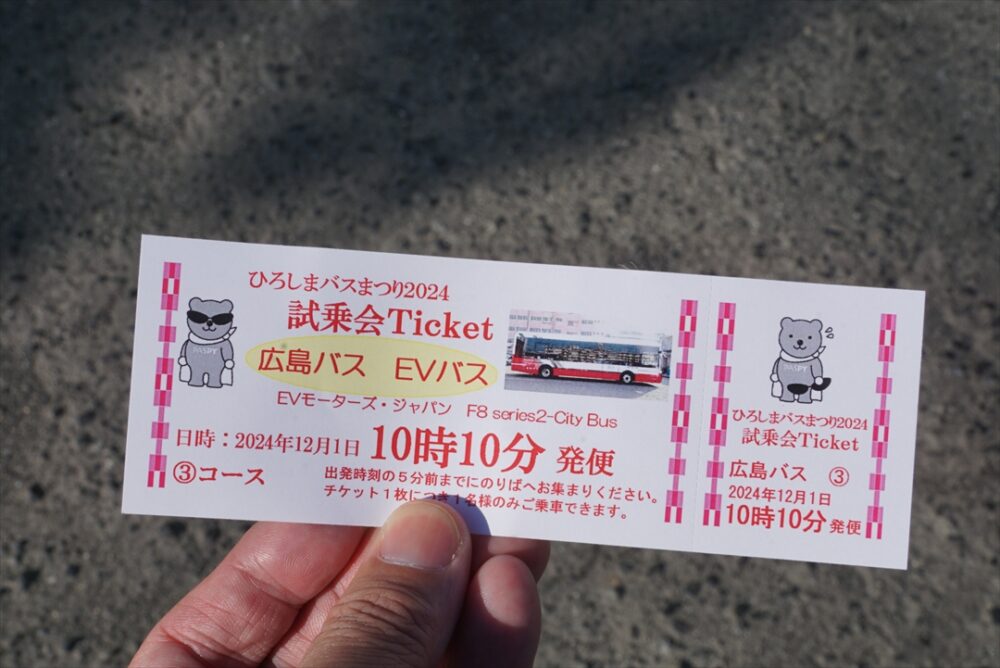 ひろしまバスまつり2024
試乗会Ticket
広島バス EVバス
EVモーターズ・ジャパン F8 series2-City Bus
日時:2024年12月1日 10時10分 発便
③コース
出発時刻の5分前までにのりばへお集まりください。
チケット1枚につき1名様のみご乗車できます。
PASPY
PASPY
ひろしまバスまつり2024
試乗会Ticket
広島バス ③
2024年12月1日
10時10分発便